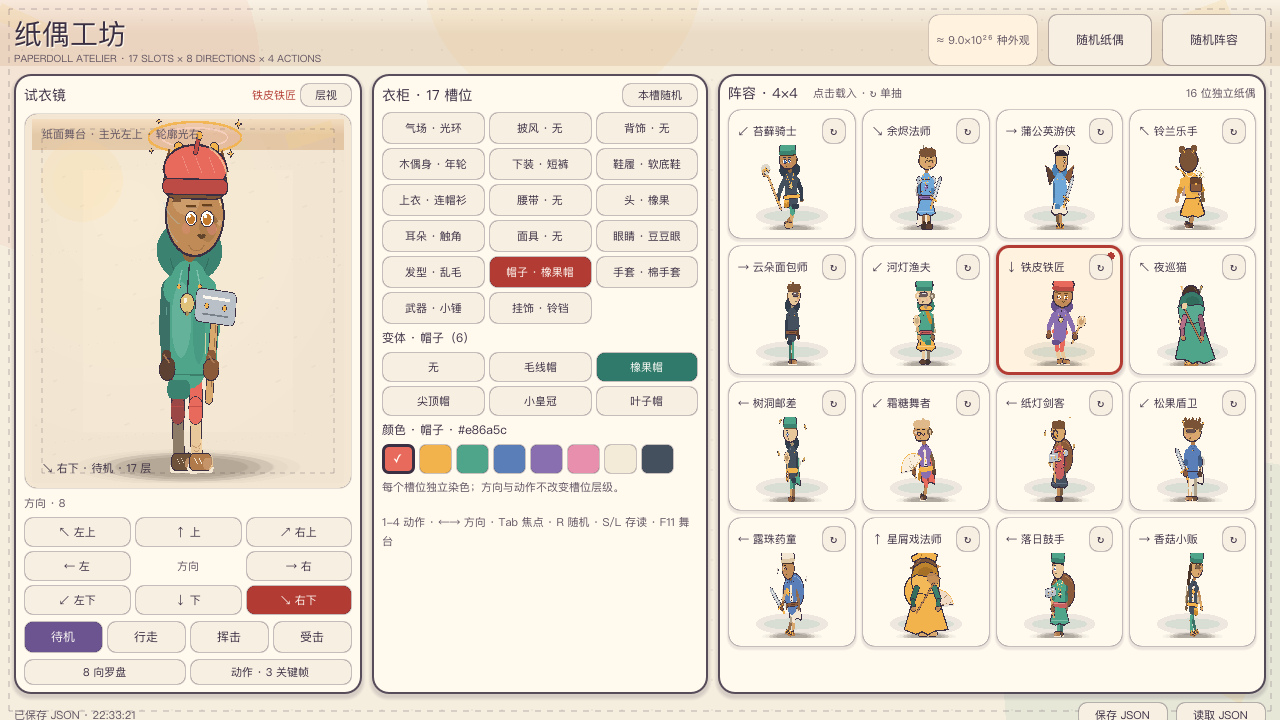 纸偶工坊
PAPERDOLL ATELIER · 17 SLOTS × 8 DIRECTIONS × 4 ACTIONS
≈ 9.0×10²⁶ 种外观
随机纸偶
随机阵容
试衣镜
铁皮铁匠
层视
纸面舞台 · 主光左上 · 轮廓光右
↘ 右下 · 待机 · 17 层
方向 · 8
↖ 左上
↑ 上
↗ 右上
← 左
方向
→ 右
↙ 左下
↓ 下
↘ 右下
待机
行走
挥击
受击
8 向罗盘
动作 · 3 关键帧
衣柜 · 17 槽位
本槽随机
气场 · 光环
披风 · 无
背饰 · 无
木偶身 · 年轮
下装 · 短裤
鞋履 · 软底鞋
上衣 · 连帽衫
腰带 · 无
头 · 橡果
耳朵 · 触角
面具 · 无
眼睛 · 豆豆眼
发型 · 乱毛
帽子 · 橡果帽
手套 · 棉手套
武器 · 小锤
挂饰 · 铃铛
变体 · 帽子（6）
无
毛线帽
橡果帽
尖顶帽
小皇冠
叶子帽
颜色 · 帽子 · #e86a5c
✓
每个槽位独立染色；方向与动作不改变槽位层级。
1–4 动作 · ←→ 方向 · Tab 焦点 · R 随机 · S/L 存读 · F11 舞
台
阵容 · 4×4
点击载入 · ↻ 单抽
16 位独立纸偶
↙ 苔藓骑士 ↻
↘ 余烬法师 ↻
→ 蒲公英游侠 ↻
↖ 铃兰乐手 ↻
→ 云朵面包师 ↻
↙ 河灯渔夫 ↻
↓ 铁皮铁匠 ↻
↖ 夜巡猫 ↻
← 树洞邮差 ↻
↙ 霜糖舞者 ↻
← 纸灯剑客 ↻
↙ 松果盾卫 ↻
← 露珠药童 ↻
↑ 星屑戏法师 ↻
← 落日鼓手 ↻
→ 香菇小贩 ↻
已保存 JSON · 22:33:21
保存 JSON
读取 JSON